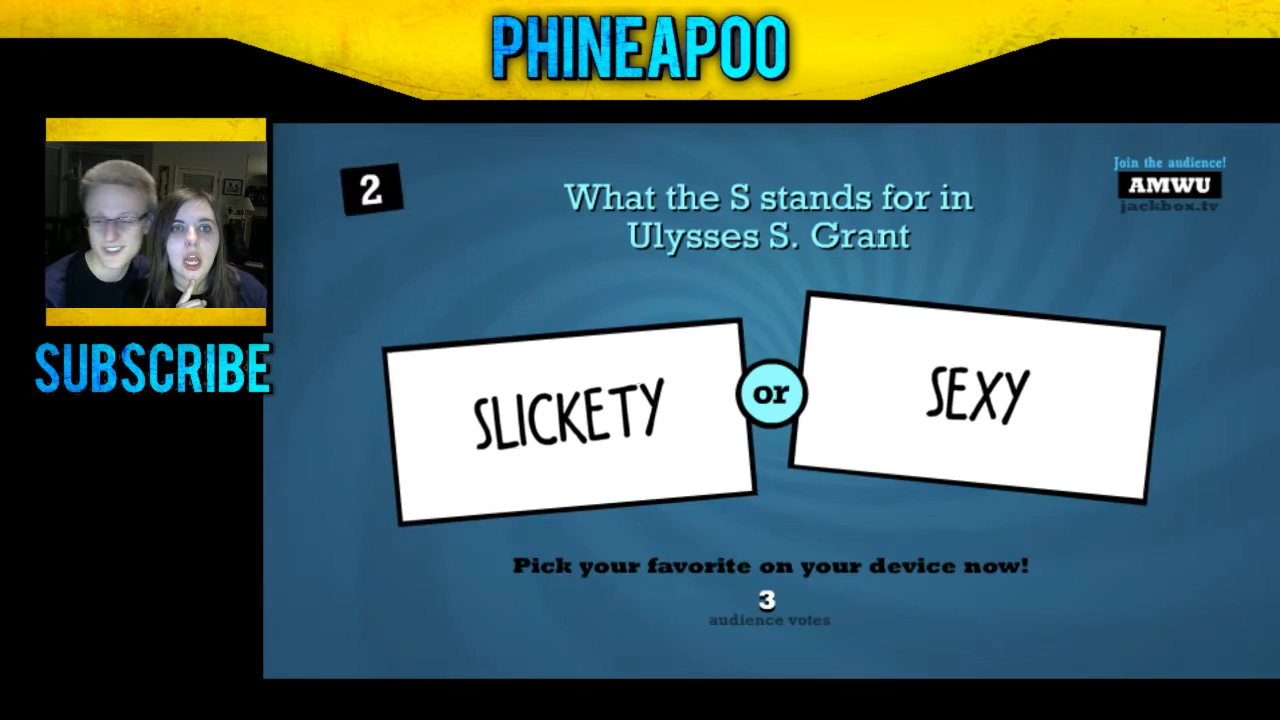 PHINEAPOO
SUBSCRIBE
2
What the S stands for in
Ulysses S. Grant
Join the audience!
AMWU
jackbox.tv
SLICKETY
or
SEXY
Pick your favorite on your device now!
3
audience votes